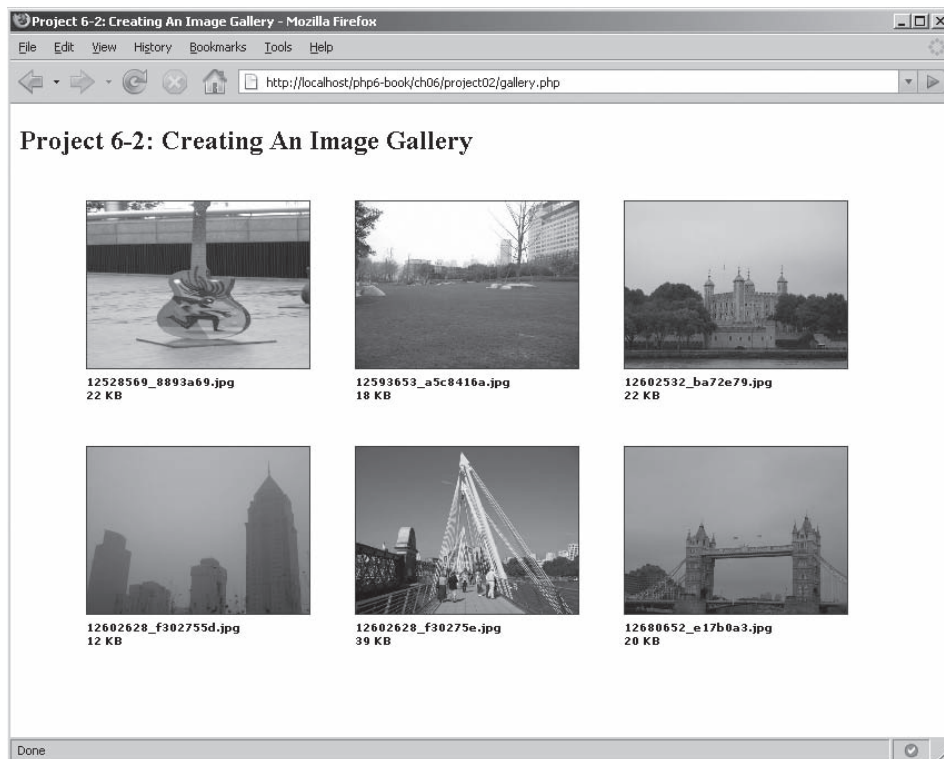 Project 6-2: Creating An Image Gallery - Mozilla Firefox
File Edit View History Bookmarks Tools Help
http://localhost/php6-book/ch06/project02/gallery.php
Project 6-2: Creating An Image Gallery
12528569_8893a69.jpg
22 KB
12593653_a5c8416a.jpg
18 KB
12602532_ba72e79.jpg
22 KB
12602628_f302755d.jpg
12 KB
12602628_f30275e.jpg
39 KB
12680652_e17b0a3.jpg
20 KB
Done